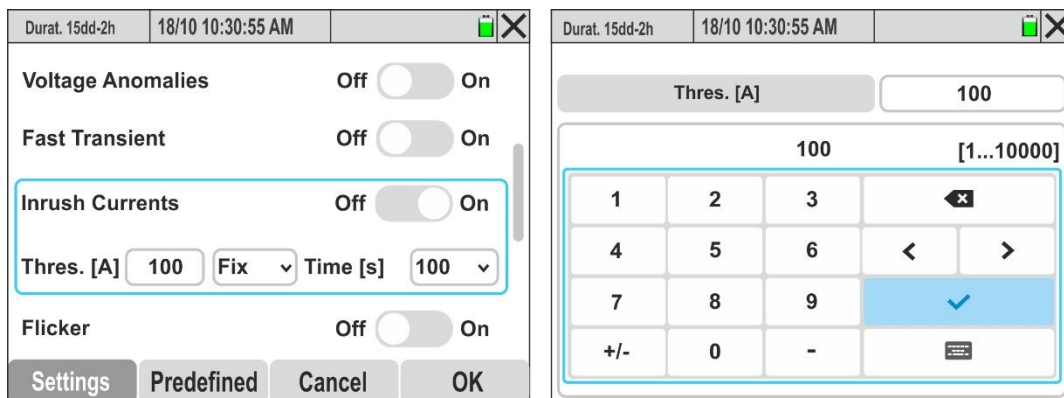 Durat. 15dd-2h 18/10 10:30:55 AM
Voltage Anomalies Off On
Fast Transient Off On
Inrush Currents Off On
Thres. [A] 100 Fix Time [s] 100
Flicker Off On
Settings Predefined Cancel OK
Durat. 15dd-2h 18/10 10:30:55 AM
Thres. [A] 100
100 [1...10000]
1 2 3
4 5 6 < >
7 8 9
+/- 0 -